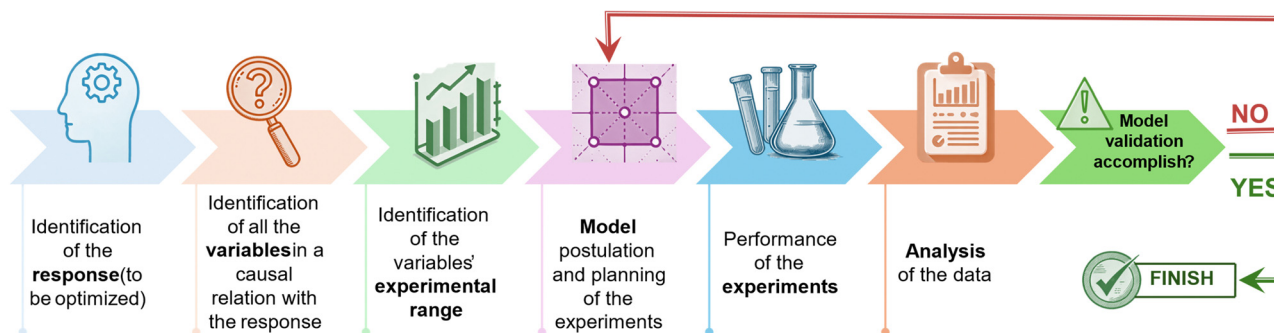 Identification
of the
response(to
be optimized)
Identification
of all the
variablesin a
causal
relation with
the response
Identification
of the
variables'
experimental
range
Model
postulation
and planning
of the
experiments
Performance
of the
experiments
Analysis
of the data
Model
validation
accomplish?
NO
YES
FINISH